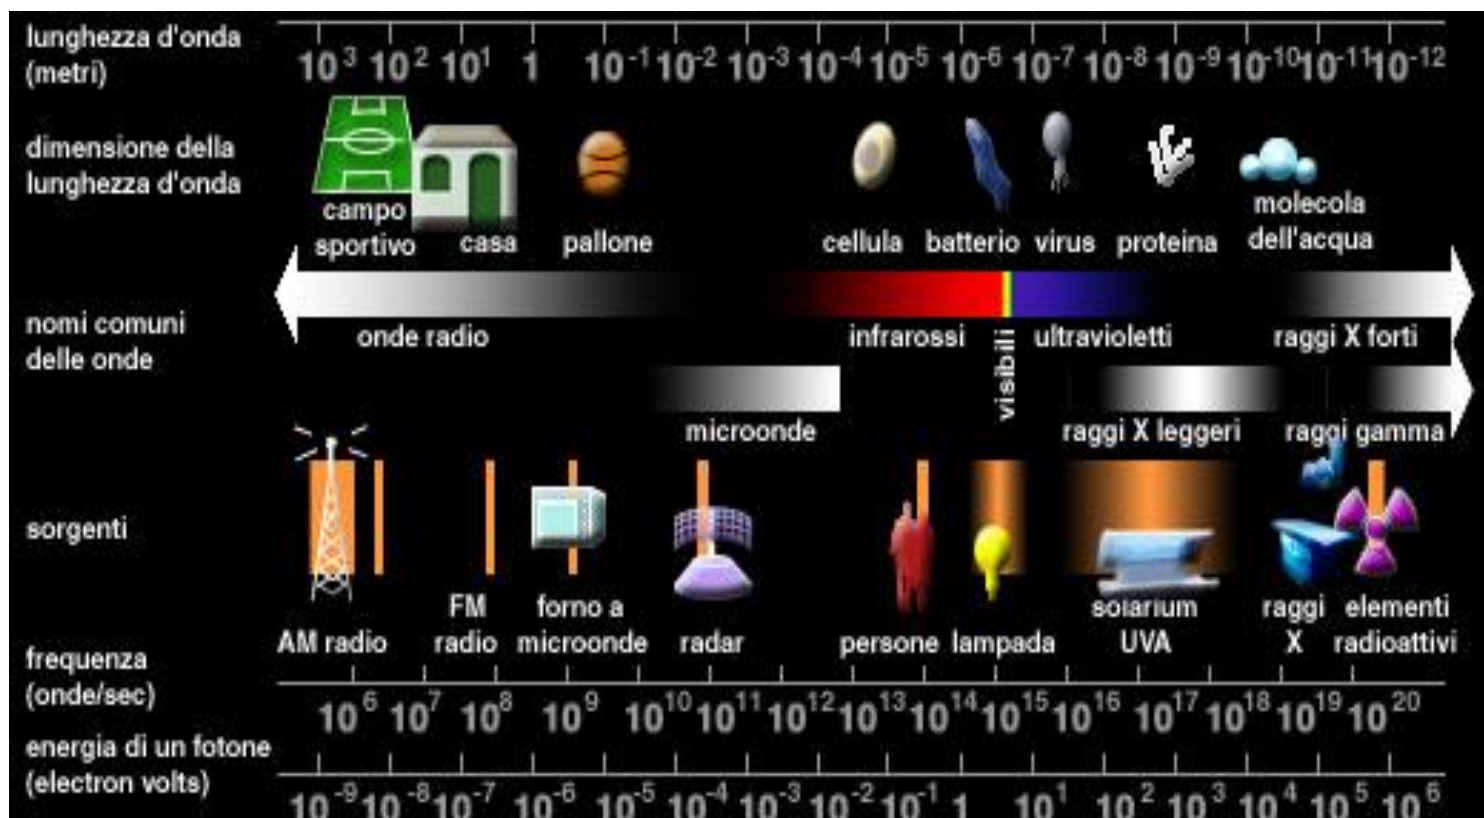 lunghezza d'onda
(metri)
10³ 10² 10¹ 1 10⁻¹ 10⁻² 10⁻³ 10⁻⁴ 10⁻⁵ 10⁻⁶ 10⁻⁷ 10⁻⁸ 10⁻⁹ 10⁻¹⁰ 10⁻¹¹ 10⁻¹²
dimensione della
lunghezza d'onda
campo
sportivo
casa
pallone
cellula
batterio
virus
proteina
molecola
dell'acqua
nomi comuni
delle onde
onde radio
infrarossi
visibili
ultravioletti
raggi X forti
microonde
raggi X leggeri
raggi gamma
sorgenti
AM radio
FM
radio
forno a
microonde
radar
persone
lampada
solarium
UVA
raggi
X
elementi
radioattivi
frequenza
(onde/sec)
10⁶ 10⁷ 10⁸ 10⁹ 10¹⁰ 10¹¹ 10¹² 10¹³ 10¹⁴ 10¹⁵ 10¹⁶ 10¹⁷ 10¹⁸ 10¹⁹ 10²⁰
energia di un fotone
(electron volts)
10⁻⁹ 10⁻⁸ 10⁻⁷ 10⁻⁶ 10⁻⁵ 10⁻⁴ 10⁻³ 10⁻² 10⁻¹ 1 10¹ 10² 10³ 10⁴ 10⁵ 10⁶